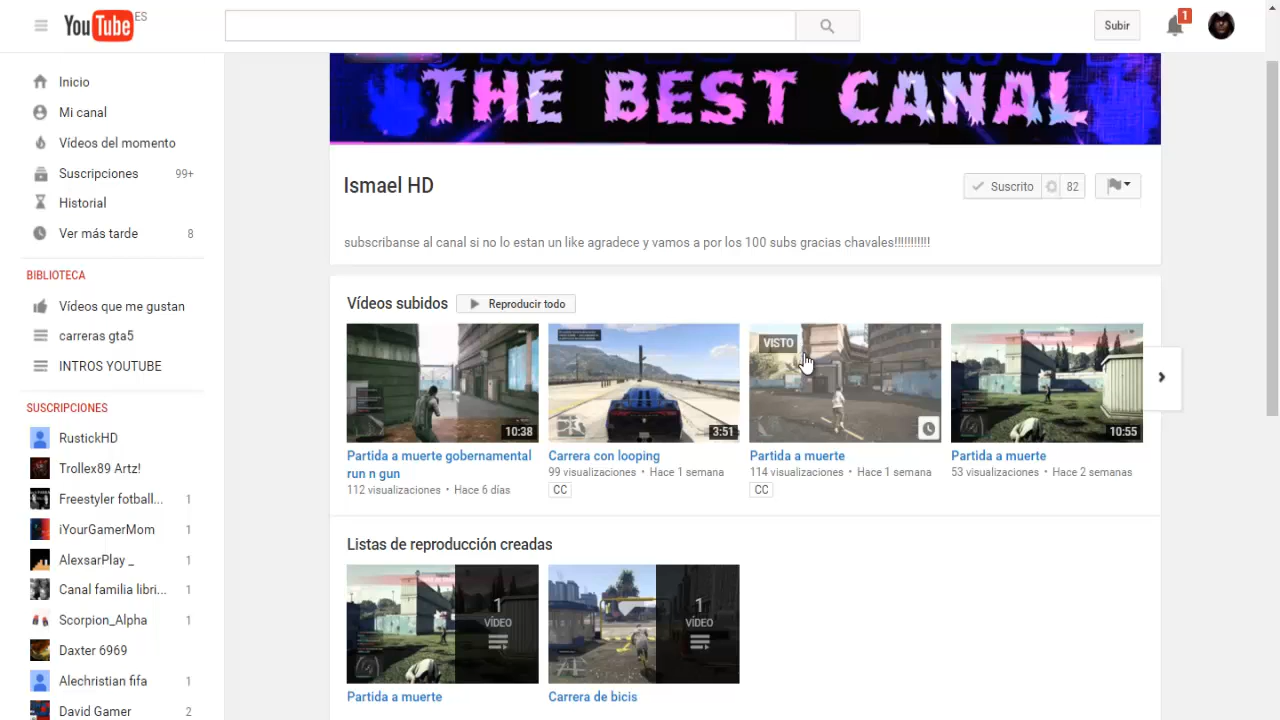 YouTube ES
Subir
1
Inicio
Mi canal
Vídeos del momento
Suscripciones 99+
Historial
Ver más tarde 8
BIBLIOTECA
Vídeos que me gustan
carreras gta5
INTROS YOUTUBE
SUSCRIPCIONES
RustickHD
Trollex89 Artz!
Freestyler fotball... 1
iYourGamerMom 1
AlexsarPlay _ 1
Canal familia libri... 1
Scorpion_Alpha 1
Daxter 6969
Alechristian fifa 1
David Gamer 2
THE BEST CANAL
Ismael HD
Suscrito 82
subscribanse al canal si no lo estan un like agradece y vamos a por los 100 subs gracias chavales!!!!!!!!!!!
Vídeos subidos Reproducir todo
10:38
Partida a muerte gobernamental
run n gun
112 visualizaciones • Hace 6 días
3:51
Carrera con looping
99 visualizaciones • Hace 1 semana
CC
VISTO
Partida a muerte
114 visualizaciones • Hace 1 semana
CC
10:55
Partida a muerte
53 visualizaciones • Hace 2 semanas
Listas de reproducción creadas
1
VÍDEO
Partida a muerte
1
VÍDEO
Carrera de bicis